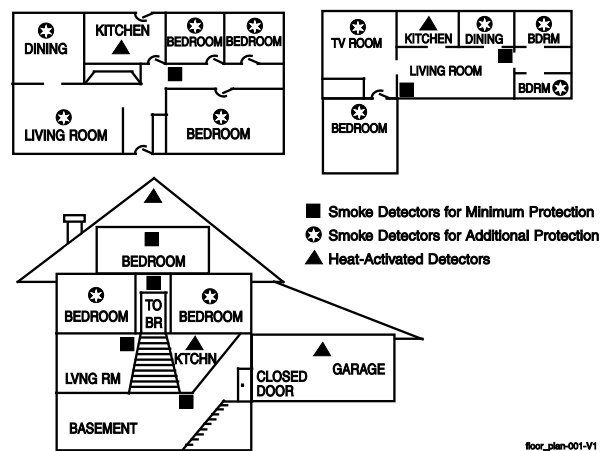 KITCHEN
DINING
BEDROOM
BEDROOM
LIVING ROOM
BEDROOM
TV ROOM
KITCHEN
DINING
BDRM
LIVING ROOM
BDRM
BEDROOM
Smoke Detectors for Minimum Protection
Smoke Detectors for Additional Protection
Heat-Activated Detectors
BEDROOM
BEDROOM
TO
BR
BEDROOM
LVNG RM
KTCHN
CLOSED
DOOR
GARAGE
BASEMENT
floor_plan-001-V1